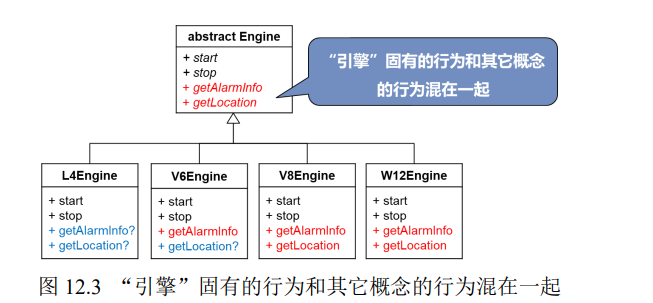 abstract Engine
+ start
+ stop
+ getAlarmInfo
+ getLocation
“引擎”固有的行为和其它概念
的行为混在一起
L4Engine
+ start
+ stop
+ getAlarmInfo?
+ getLocation?
V6Engine
+ start
+ stop
+ getAlarmInfo
+ getLocation?
V8Engine
+ start
+ stop
+ getAlarmInfo
+ getLocation
W12Engine
+ start
+ stop
+ getAlarmInfo
+ getLocation
图 12.3 “引擎”固有的行为和其它概念的行为混在一起